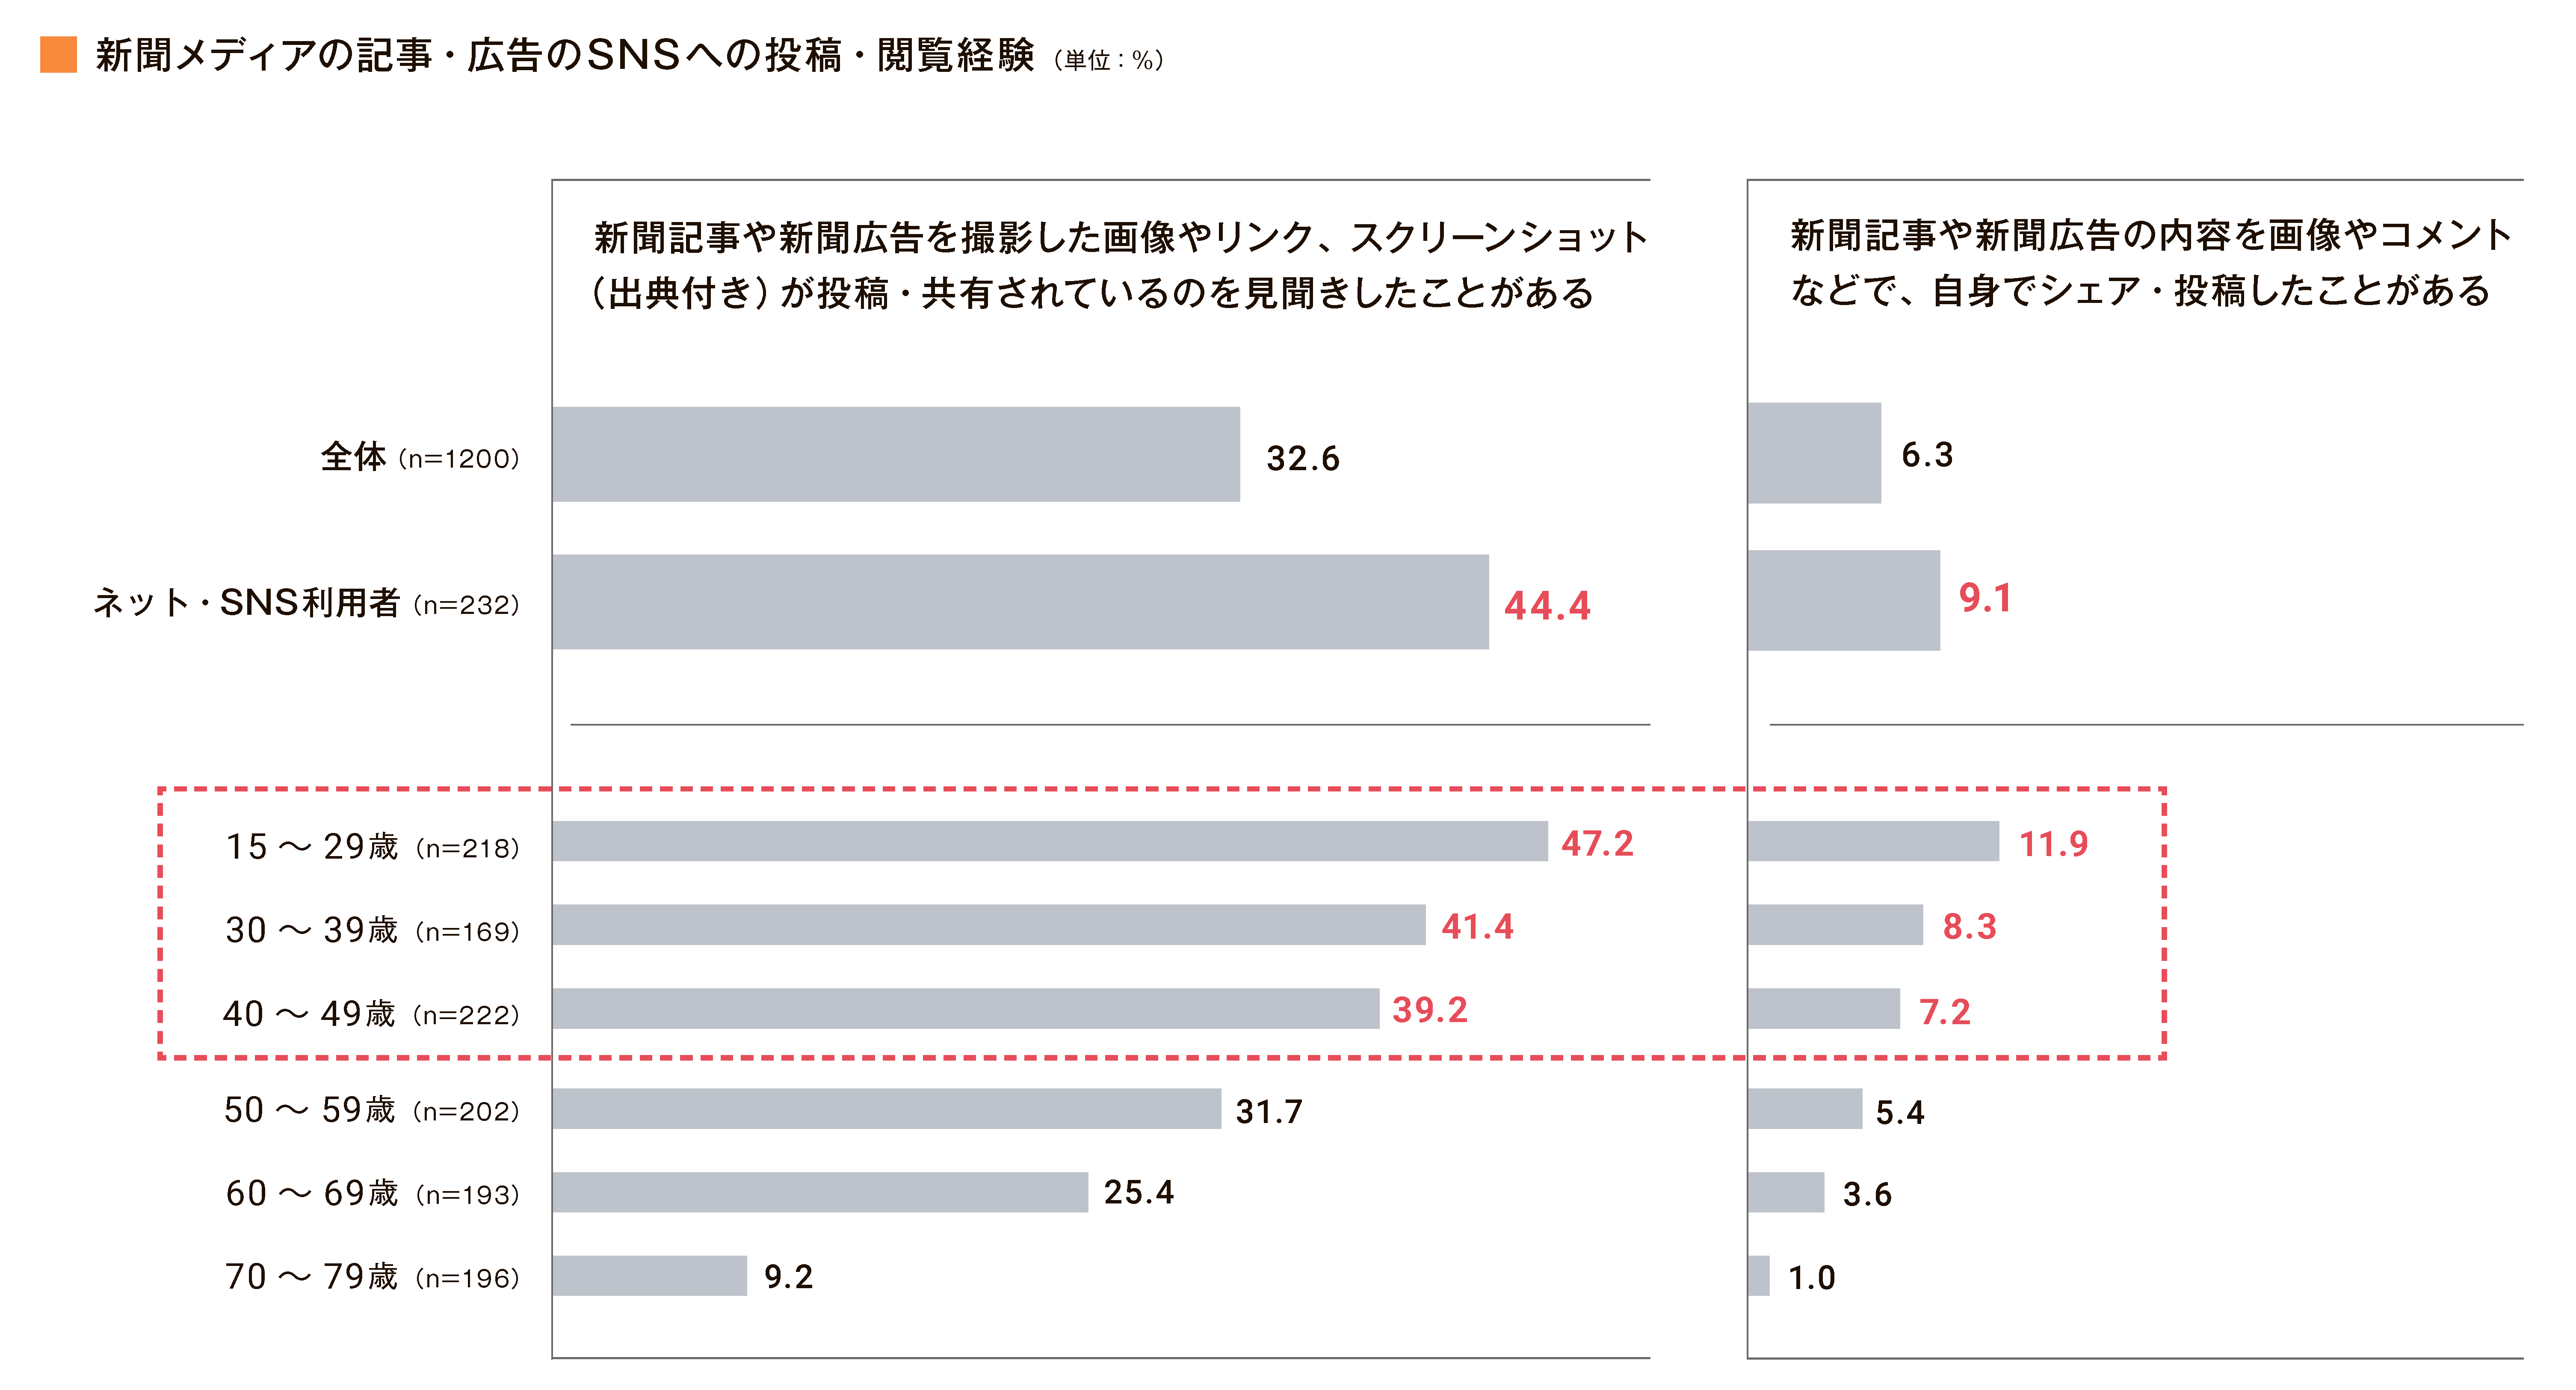 新聞メディアの記事・広告のSNSへの投稿・閲覧経験（単位：%）
新聞記事や新聞広告を撮影した画像やリンク、スクリーンショット
（出典付き）が投稿・共有されているのを見聞きしたことがある
新聞記事や新聞広告の内容を画像やコメント
などで、自身でシェア・投稿したことがある
全体（n=1200） 32.6 6.3
ネット・SNS利用者（n=232） 44.4 9.1
15～29歳（n=218） 47.2 11.9
30～39歳（n=169） 41.4 8.3
40～49歳（n=222） 39.2 7.2
50～59歳（n=202） 31.7 5.4
60～69歳（n=193） 25.4 3.6
70～79歳（n=196） 9.2 1.0